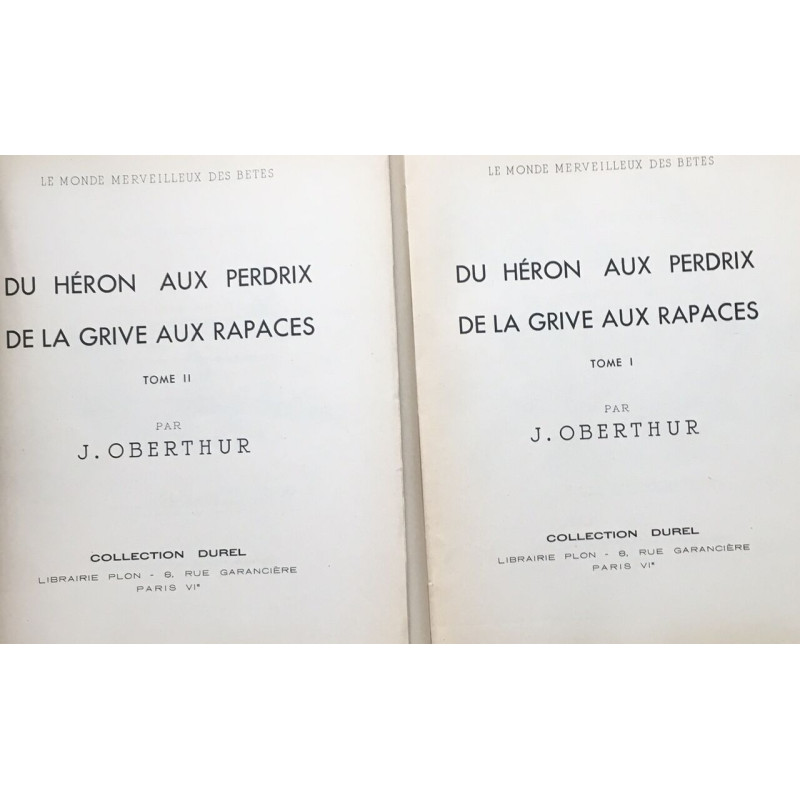 LE MONDE MERVEILLEUX DES BETES
DU HÉRON AUX PERDRIX
DE LA GRIVE AUX RAPACES
TOME II
PAR
J. OBERTHUR
COLLECTION DUREL
LIBRAIRIE PLON - 8, RUE GARANCIÈRE
PARIS VIe
LE MONDE MERVEILLEUX DES BETES
DU HÉRON AUX PERDRIX
DE LA GRIVE AUX RAPACES
TOME I
PAR
J. OBERTHUR
COLLECTION DUREL
LIBRAIRIE PLON - 8, RUE GARANCIÈRE
PARIS VIe